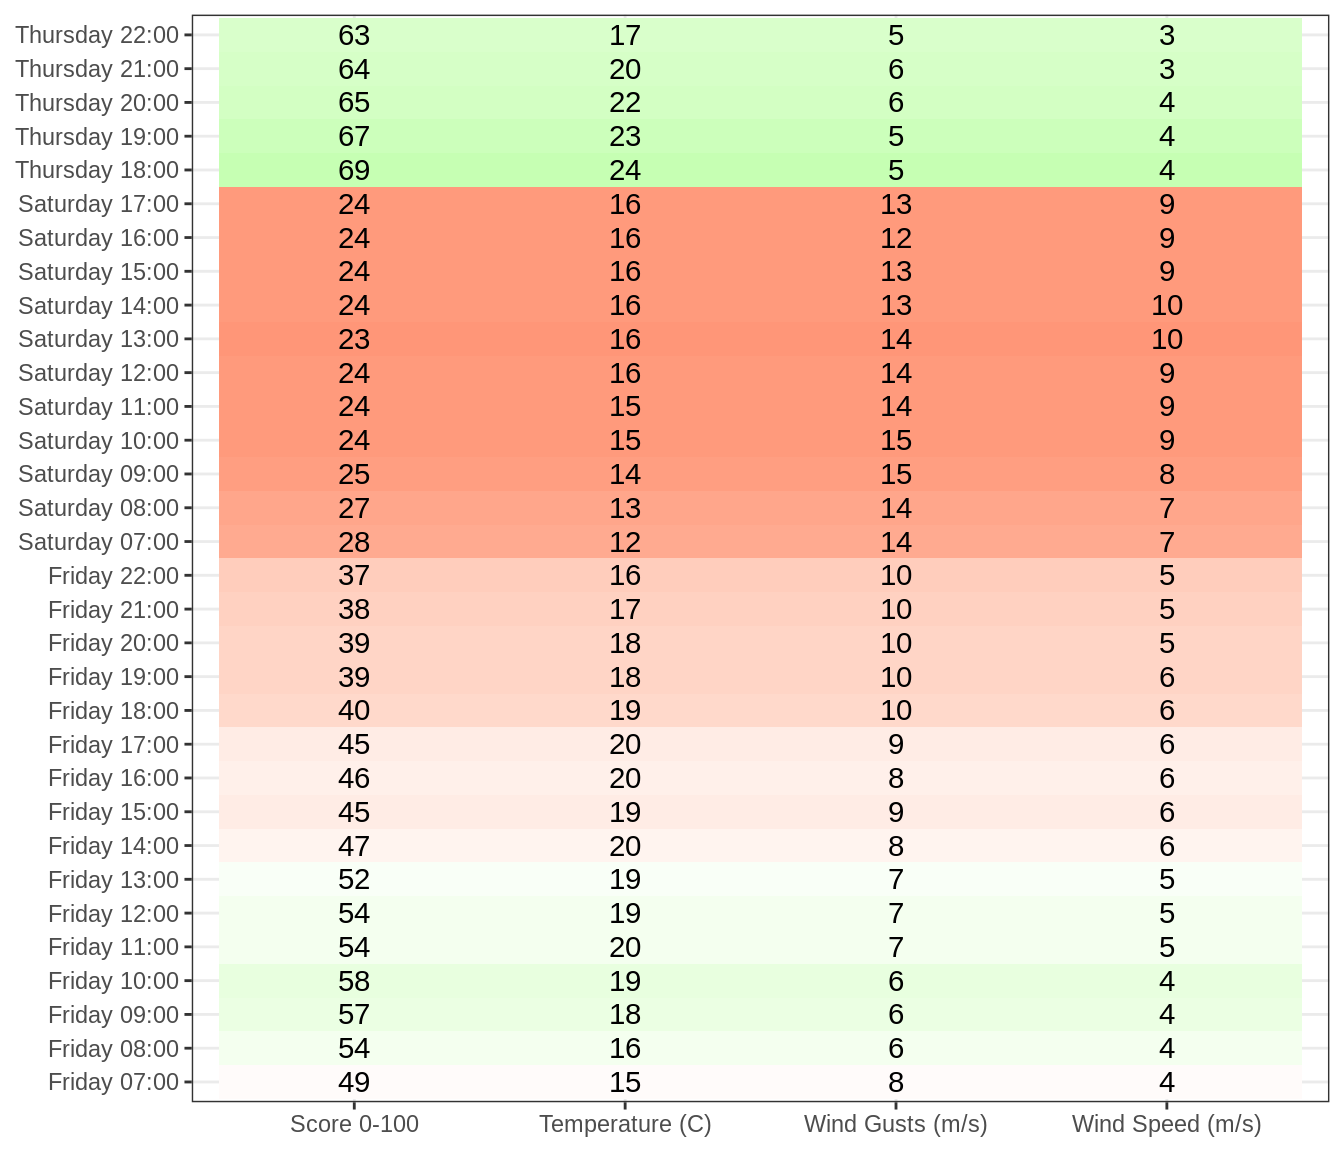 Thursday 22:00 63 17 5 3
Thursday 21:00 64 20 6 3
Thursday 20:00 65 22 6 4
Thursday 19:00 67 23 5 4
Thursday 18:00 69 24 5 4
Saturday 17:00 24 16 13 9
Saturday 16:00 24 16 12 9
Saturday 15:00 24 16 13 9
Saturday 14:00 24 16 13 10
Saturday 13:00 23 16 14 10
Saturday 12:00 24 16 14 9
Saturday 11:00 24 15 14 9
Saturday 10:00 24 15 15 9
Saturday 09:00 25 14 15 8
Saturday 08:00 27 13 14 7
Saturday 07:00 28 12 14 7
Friday 22:00 37 16 10 5
Friday 21:00 38 17 10 5
Friday 20:00 39 18 10 5
Friday 19:00 39 18 10 6
Friday 18:00 40 19 10 6
Friday 17:00 45 20 9 6
Friday 16:00 46 20 8 6
Friday 15:00 45 19 9 6
Friday 14:00 47 20 8 6
Friday 13:00 52 19 7 5
Friday 12:00 54 19 7 5
Friday 11:00 54 20 7 5
Friday 10:00 58 19 6 4
Friday 09:00 57 18 6 4
Friday 08:00 54 16 6 4
Friday 07:00 49 15 8 4
Score 0-100 Temperature (C) Wind Gusts (m/s) Wind Speed (m/s)